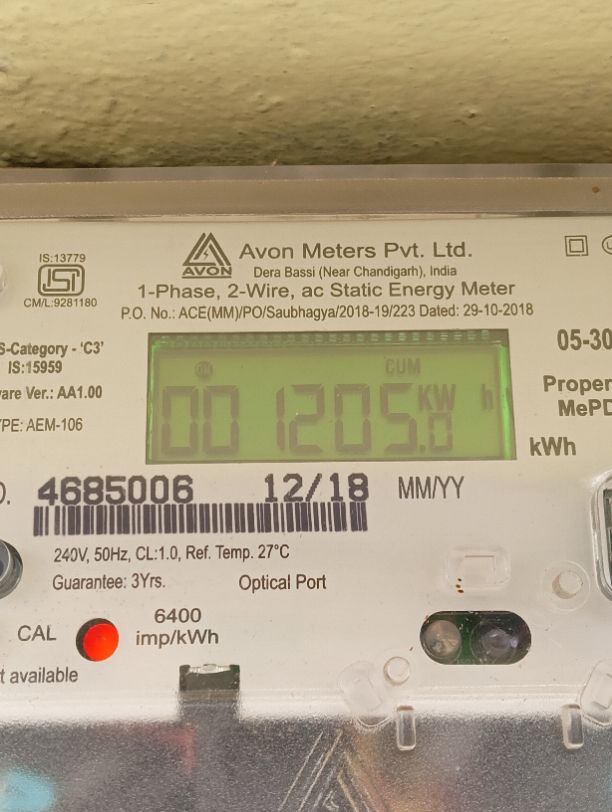 IS:13779
ISI
CM/L:9281180
AVON
Avon Meters Pvt. Ltd.
Dera Bassi (Near Chandigarh), India
1-Phase, 2-Wire, ac Static Energy Meter
P.O. No.: ACE(MM)/PO/Saubhagya/2018-19/223 Dated: 29-10-2018
S-Category - 'C3'
IS:15959
are Ver.: AA1.00
YPE: AEM-106
OK CUM
001205.0 KW h
05-30
Proper
MePD
kWh
O. 4685006 12/18 MM/YY
240V, 50Hz, CL:1.0, Ref. Temp. 27°C
Guarantee: 3Yrs. Optical Port
CAL
6400
imp/kWh
t available